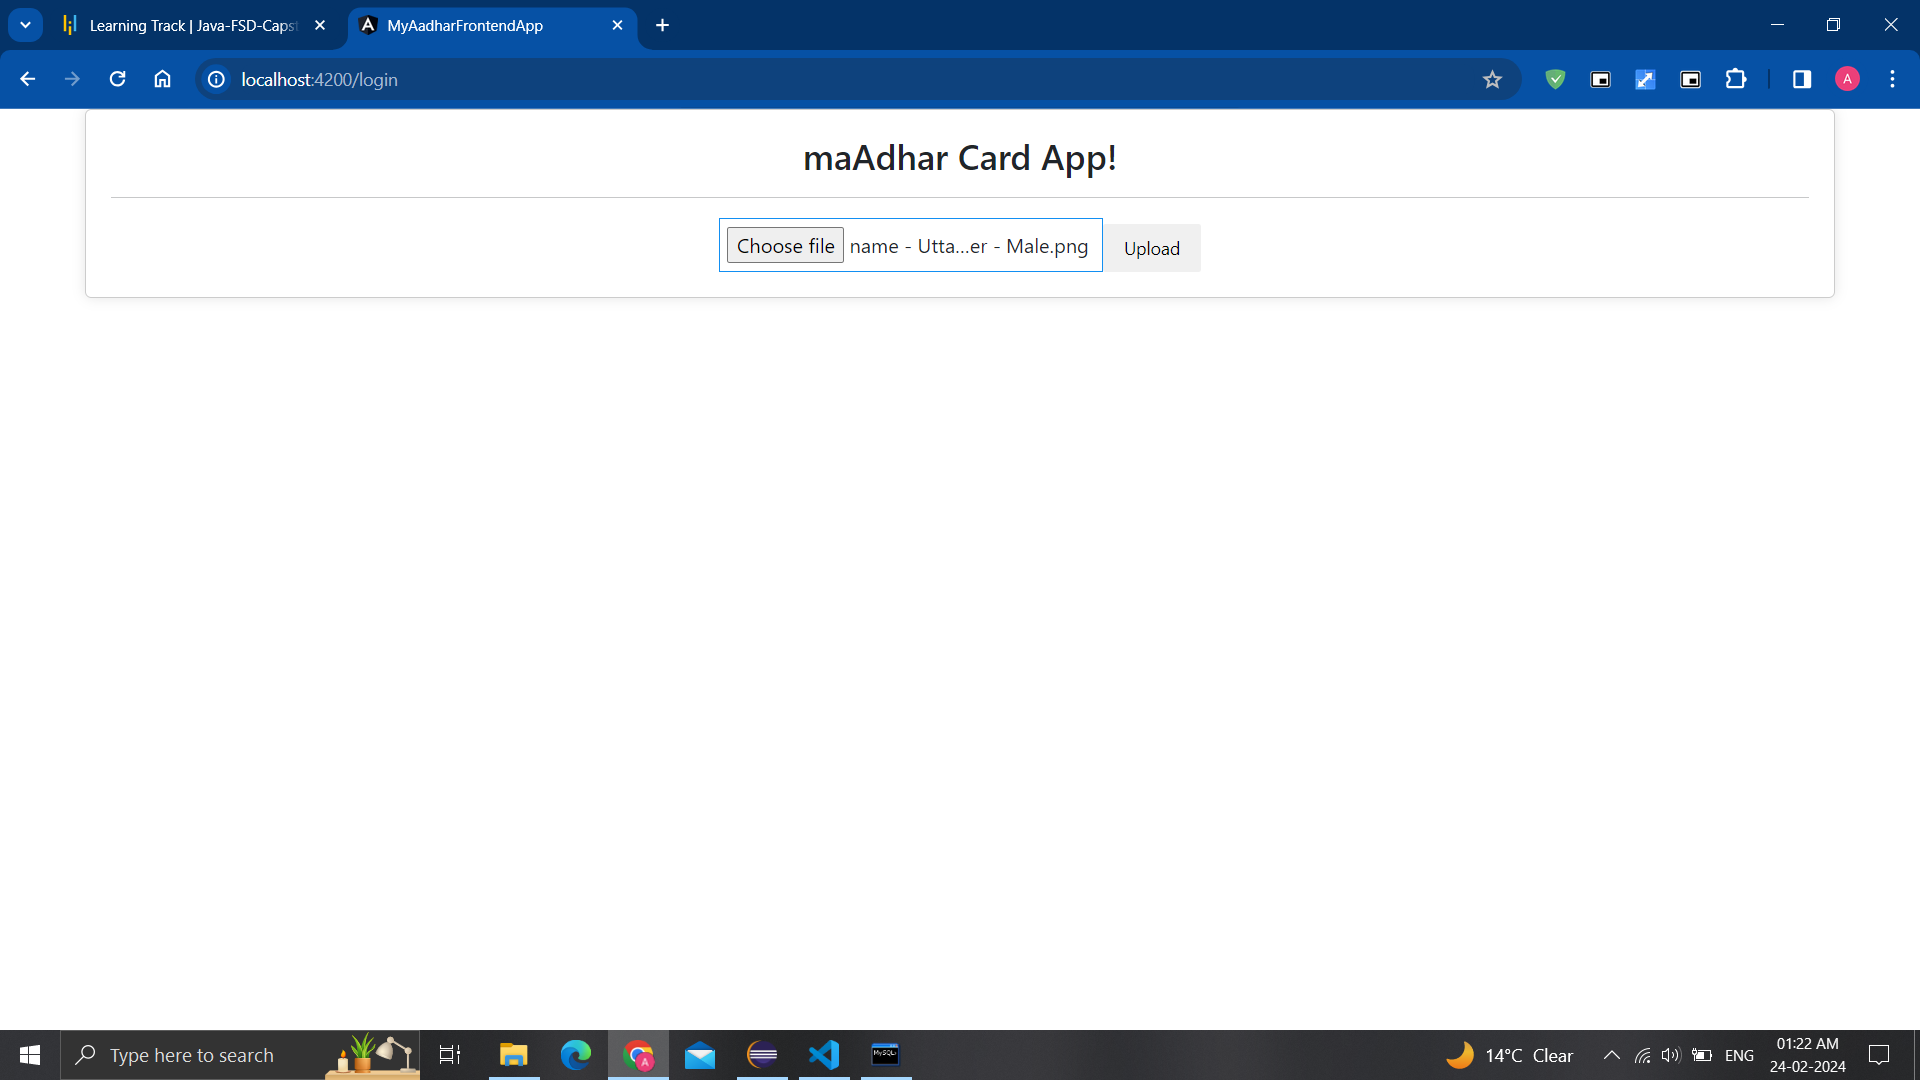 Learning Track | Java-FSD-Capst
MyAadharFrontendApp
localhost:4200/login
A
maAdhar Card App!
Choose file name - Utta...er - Male.png Upload
Type here to search
A
MySQL
14°C Clear
ENG
01:22 AM
24-02-2024